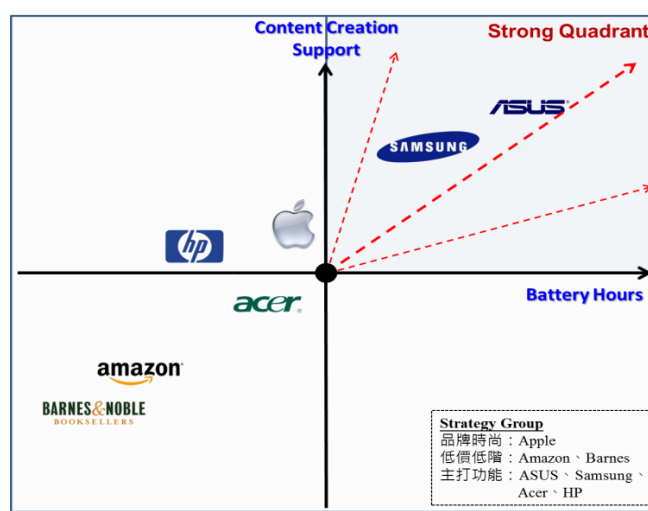 Content Creation
Support
Strong Quadrant
ASUS
SAMSUNG
hp
acer
Battery Hours
amazon
BARNES&NOBLE
BOOKSELLERS
Strategy Group
品牌時尚：Apple
低價低階：Amazon、Barnes
主打功能：ASUS、Samsung、
Acer、HP